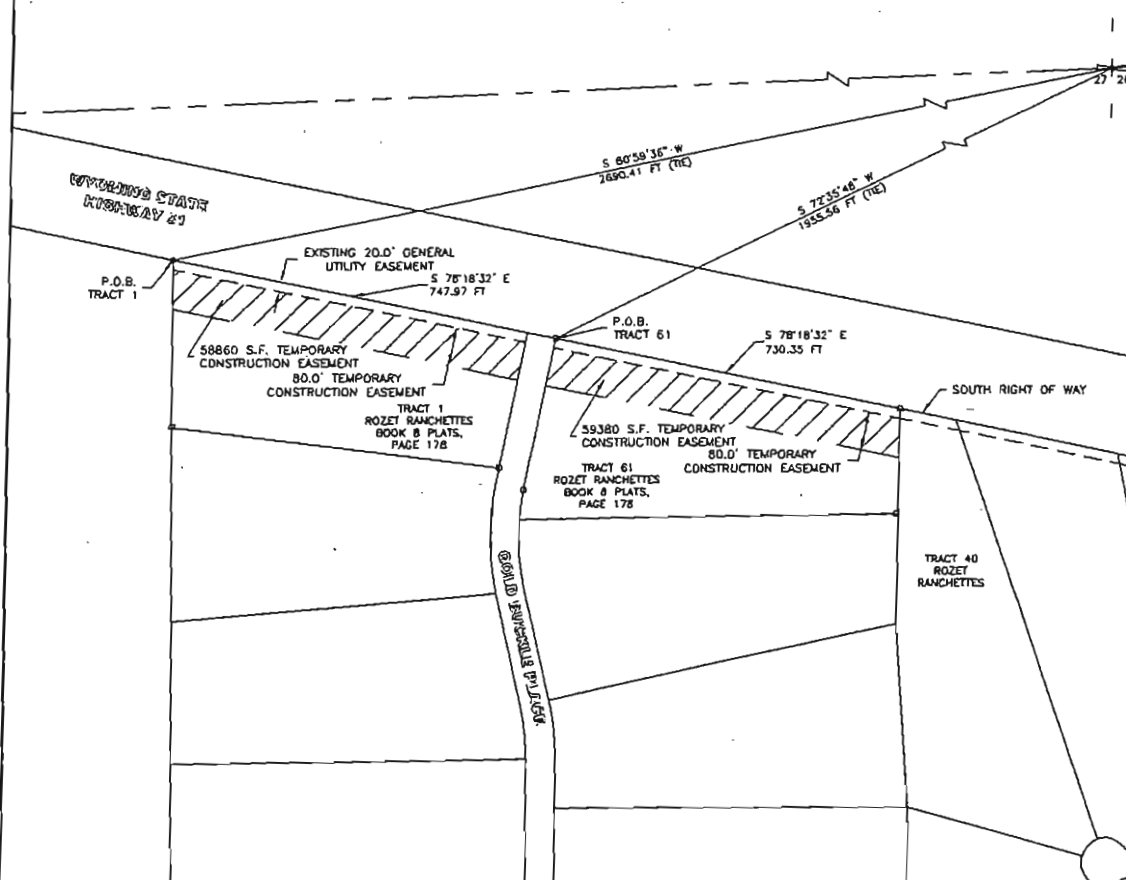 27 26
S 80°59'36" W
2690.41 FT (TIE)
S 72°35'48" W
1955.56 FT (TIE)
WYOMING STATE
HIGHWAY 51
EXISTING 20.0' GENERAL
UTILITY EASEMENT
P.O.B.
TRACT 1
S 78°18'32" E
747.97 FT
P.O.B.
TRACT 61
S 78°18'32" E
730.35 FT
58860 S.F. TEMPORARY
CONSTRUCTION EASEMENT
80.0' TEMPORARY
CONSTRUCTION EASEMENT
TRACT 1
ROZET RANCHETTES
BOOK 8 PLATS,
PAGE 178
SOUTH RIGHT OF WAY
59380 S.F. TEMPORARY
CONSTRUCTION EASEMENT
80.0' TEMPORARY
CONSTRUCTION EASEMENT
TRACT 61
ROZET RANCHETTES
BOOK 8 PLATS,
PAGE 178
TRACT 40
ROZET
RANCHETTES
GOLD PLACE